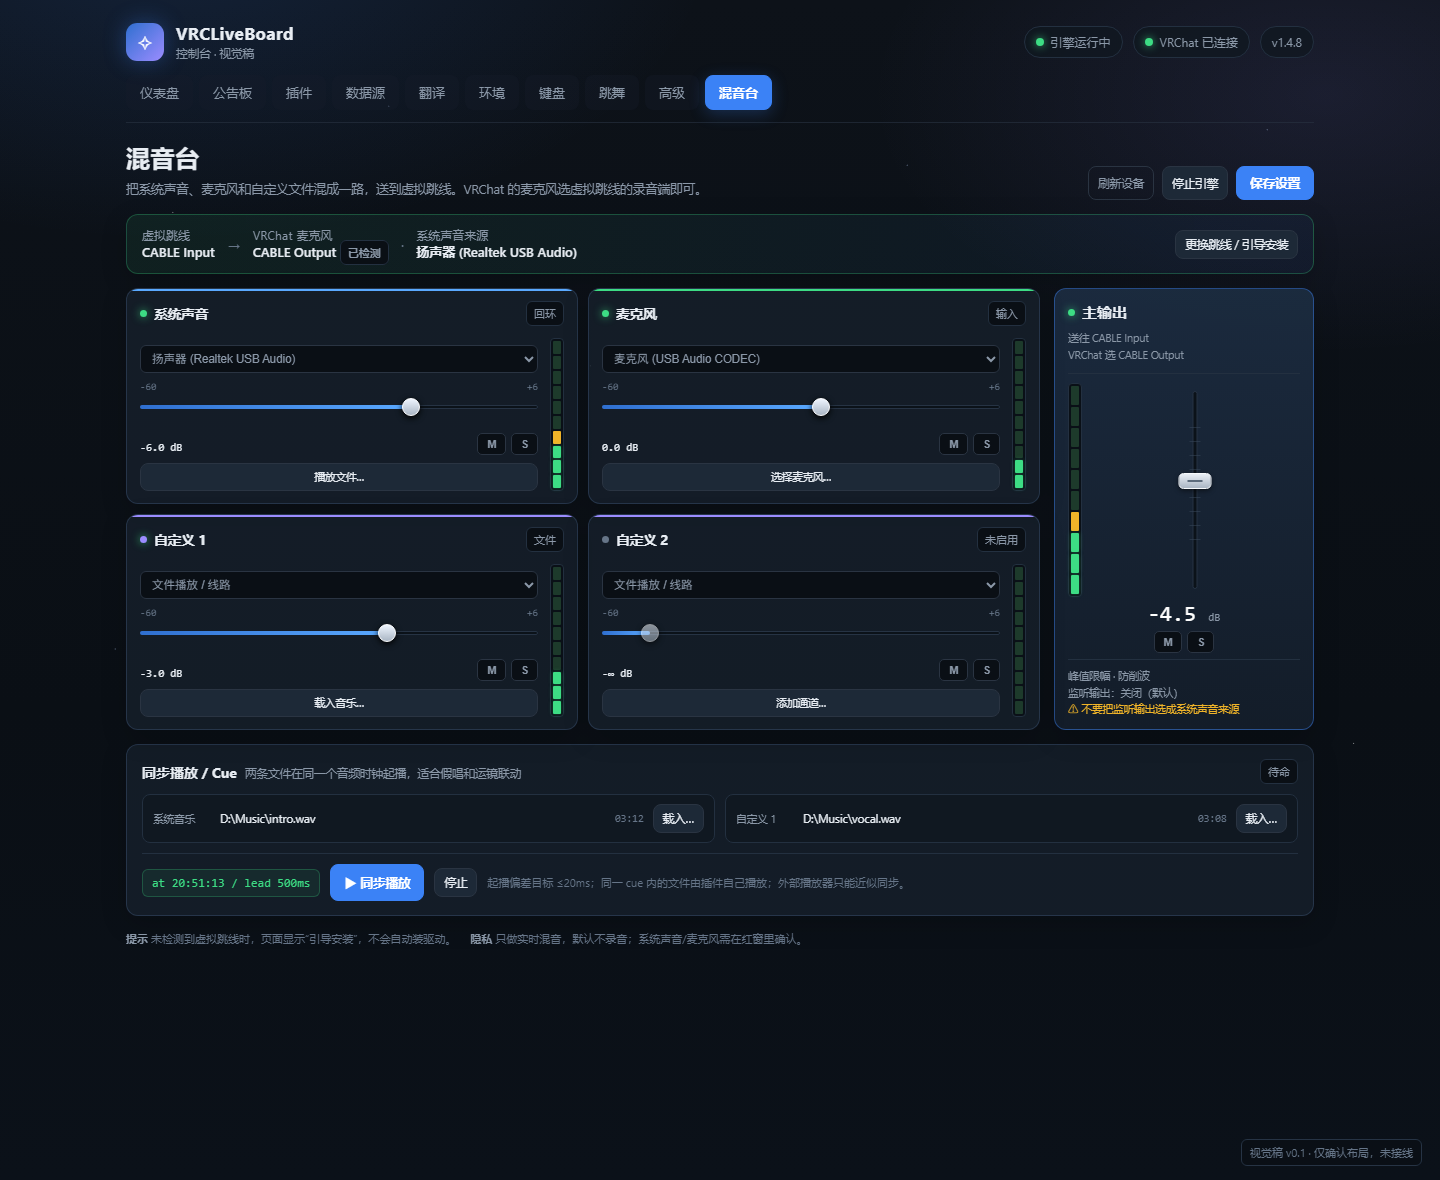 VRCLiveBoard
控制台 · 视觉稿
引擎运行中
VRChat 已连接
v1.4.8
仪表盘 公告板 插件 数据源 翻译 环境 键盘 跳舞 高级 混音台
混音台
把系统声音、麦克风和自定义文件混成一路，送到虚拟跳线。VRChat 的麦克风选虚拟跳线的录音端即可。
刷新设备 停止引擎 保存设置
虚拟跳线
CABLE Input
→
VRChat 麦克风
CABLE Output 已检测
·
系统声音来源
扬声器 (Realtek USB Audio)
更换跳线 / 引导安装
系统声音 回环
扬声器 (Realtek USB Audio)
-60 +6
-6.0 dB M S
播放文件...
麦克风 输入
麦克风 (USB Audio CODEC)
-60 +6
0.0 dB M S
选择麦克风...
主输出
送往 CABLE Input
VRChat 选 CABLE Output
-4.5 dB
M S
峰值限幅 · 防削波
监听输出：关闭（默认）
⚠ 不要把监听输出选成系统声音来源
自定义 1 文件
文件播放 / 线路
-60 +6
-3.0 dB M S
载入音乐...
自定义 2 未启用
文件播放 / 线路
-60 +6
-∞ dB M S
添加通道...
同步播放 / Cue 两条文件在同一个音频时钟起播，适合假唱和运镜联动 待命
系统音乐 D:\Music\intro.wav 03:12 载入...
自定义 1 D:\Music\vocal.wav 03:08 载入...
at 20:51:13 / lead 500ms ▶ 同步播放 停止 起播偏差目标 ≤20ms；同一 cue 内的文件由插件自己播放；外部播放器只能近似同步。
提示 未检测到虚拟跳线时，页面显示“引导安装”，不会自动装驱动。 隐私 只做实时混音，默认不录音；系统声音/麦克风需在红窗里确认。
视觉稿 v0.1 · 仅确认布局，未接线